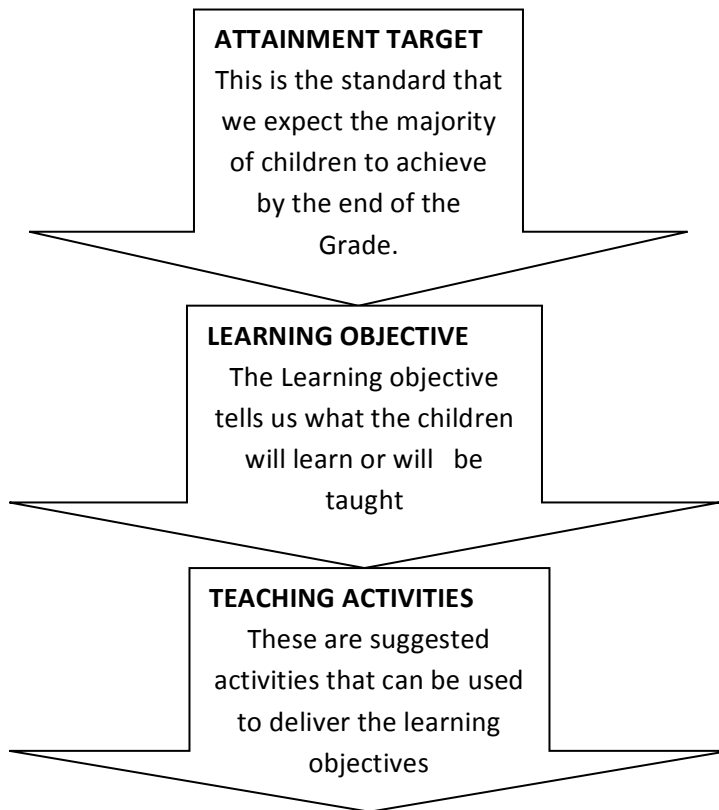 ATTAINMENT TARGET
This is the standard that
we expect the majority
of children to achieve
by the end of the
Grade.
LEARNING OBJECTIVE
The Learning objective
tells us what the children
will learn or will be
taught
TEACHING ACTIVITIES
These are suggested
activities that can be used
to deliver the learning
objectives